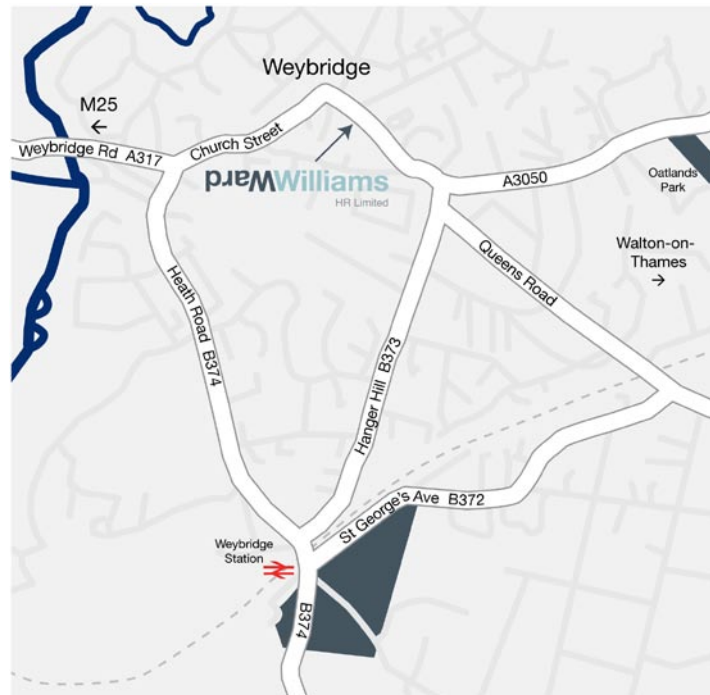 Weybridge
M25
←
Weybridge Rd A317
Church Street
WardWilliams
HR Limited
A3050
Oatlands
Park
Walton-on-
Thames
→
Queens Road
Heath Road B374
Hanger Hill B373
St George's Ave B372
Weybridge
Station
B374